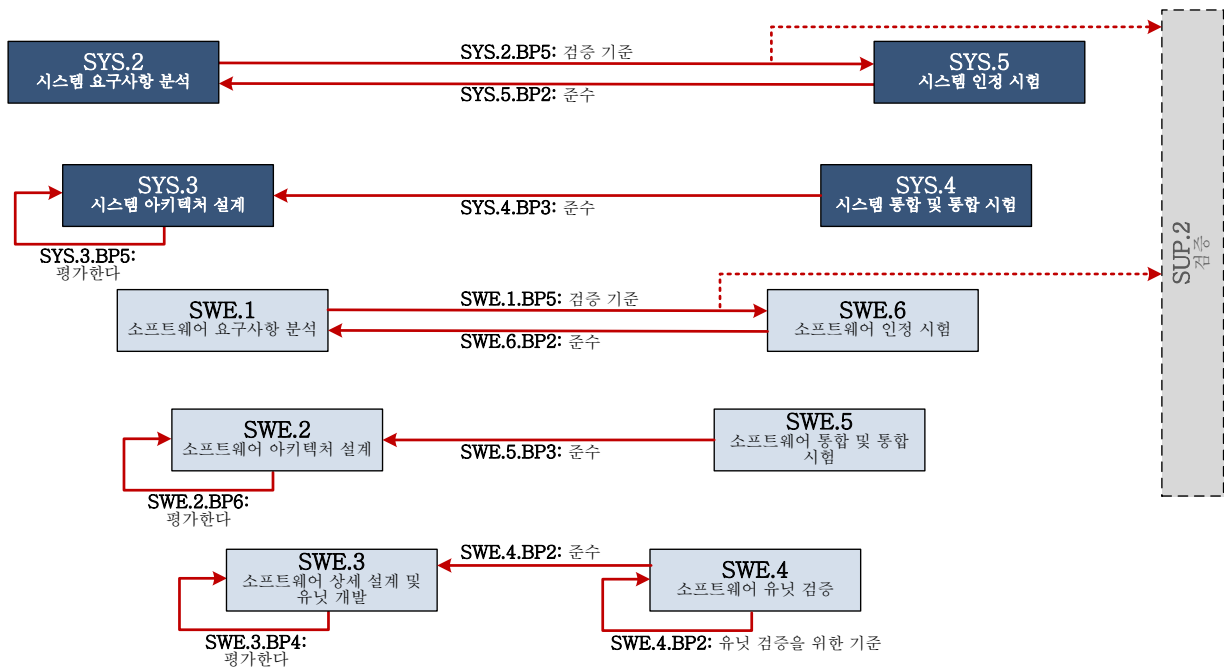 SYS.2
시스템 요구사항 분석
SYS.2.BP5: 검증 기준
SYS.5.BP2: 준수
SYS.5
시스템 인정 시험
SYS.3
시스템 아키텍처 설계
SYS.4.BP3: 준수
SYS.4
시스템 통합 및 통합 시험
SYS.3.BP5:
평가한다
SUP.2
검증
SWE.1
소프트웨어 요구사항 분석
SWE.1.BP5: 검증 기준
SWE.6.BP2: 준수
SWE.6
소프트웨어 인정 시험
SWE.2
소프트웨어 아키텍처 설계
SWE.5.BP3: 준수
SWE.5
소프트웨어 통합 및 통합
시험
SWE.2.BP6:
평가한다
SWE.3
소프트웨어 상세 설계 및
유닛 개발
SWE.4.BP2: 준수
SWE.4
소프트웨어 유닛 검증
SWE.3.BP4:
평가한다
SWE.4.BP2: 유닛 검증을 위한 기준